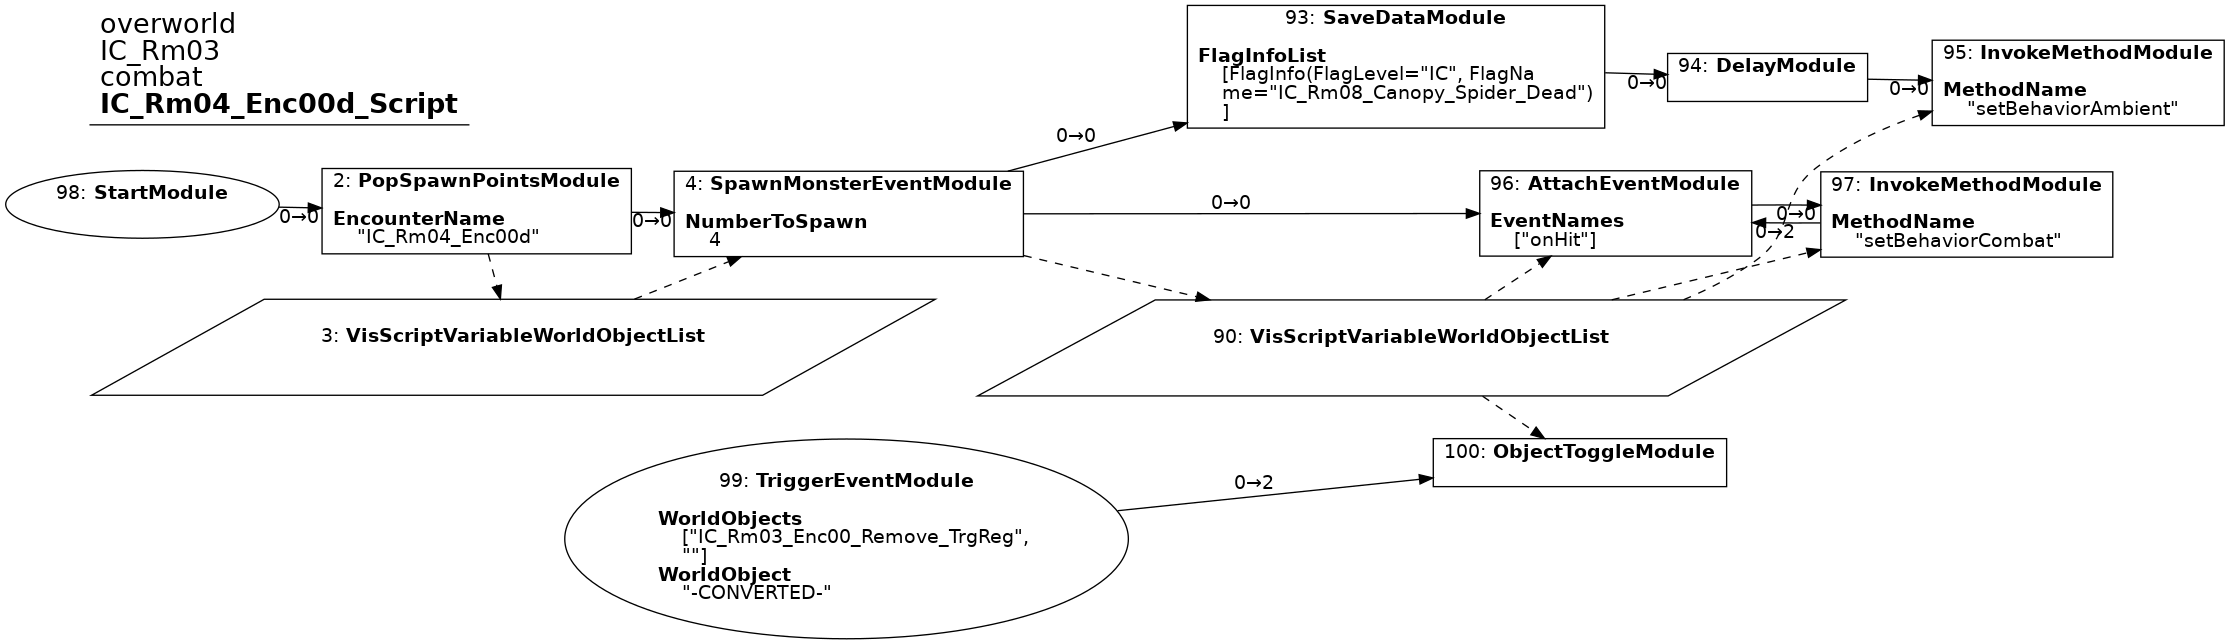 overworld
IC_Rm03
combat
IC_Rm04_Enc00d_Script
93: SaveDataModule
FlagInfoList
[FlagInfo(FlagLevel="IC", FlagNa
me="IC_Rm08_Canopy_Spider_Dead")
]
0→0
94: DelayModule
0→0
95: InvokeMethodModule
MethodName
"setBehaviorAmbient"
0→0
98: StartModule
0→0
2: PopSpawnPointsModule
EncounterName
"IC_Rm04_Enc00d"
0→0
4: SpawnMonsterEventModule
NumberToSpawn
4
0→0
96: AttachEventModule
EventNames
["onHit"]
0→0
0→2
97: InvokeMethodModule
MethodName
"setBehaviorCombat"
3: VisScriptVariableWorldObjectList
90: VisScriptVariableWorldObjectList
99: TriggerEventModule
WorldObjects
["IC_Rm03_Enc00_Remove_TrgReg",
""]
WorldObject
"-CONVERTED-"
0→2
100: ObjectToggleModule